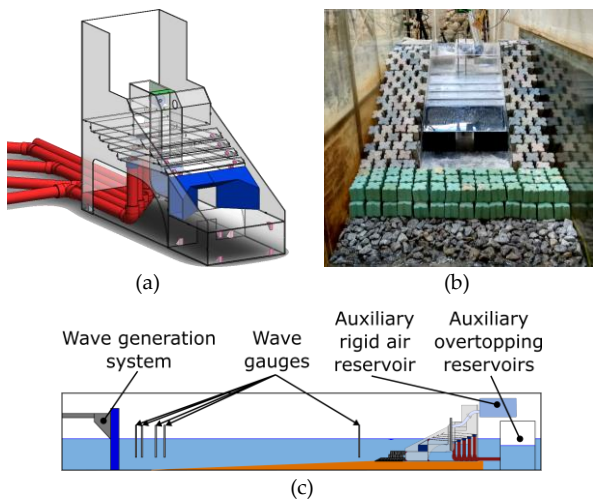 (a)
(b)
Wave generation
system
Wave
gauges
Auxiliary
rigid air
reservoir
Auxiliary
overtopping
reservoirs
(c)